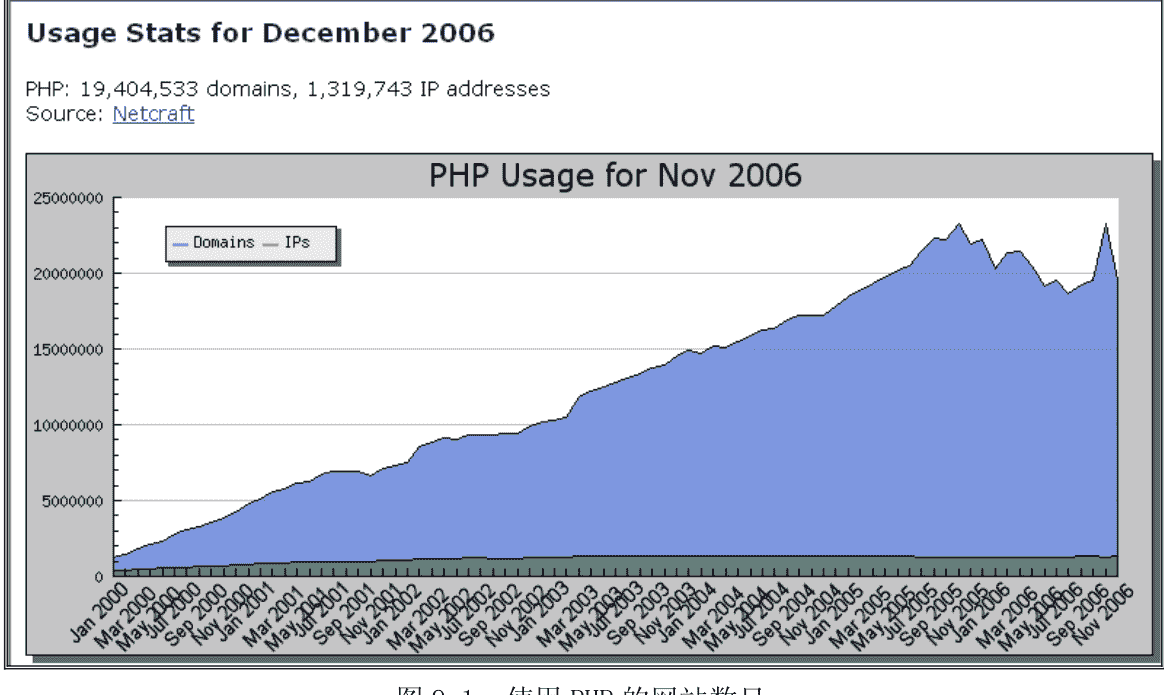 Usage Stats for December 2006
PHP: 19,404,533 domains, 1,319,743 IP addresses
Source: Netcraft
PHP Usage for Nov 2006
25000000
Domains IPs
20000000
15000000
10000000
5000000
0
Jan 2000
Mar 2000
May 2000
Jul 2000
Sep 2000
Nov 2000
Jan 2001
Mar 2001
May 2001
Jul 2001
Sep 2001
Nov 2001
Jan 2002
Mar 2002
May 2002
Jul 2002
Sep 2002
Nov 2002
Jan 2003
Mar 2003
May 2003
Jul 2003
Sep 2003
Nov 2003
Jan 2004
Mar 2004
May 2004
Jul 2004
Sep 2004
Nov 2004
Jan 2005
Mar 2005
May 2005
Jul 2005
Sep 2005
Nov 2005
Jan 2006
Mar 2006
May 2006
Jul 2006
Sep 2006
Nov 2006